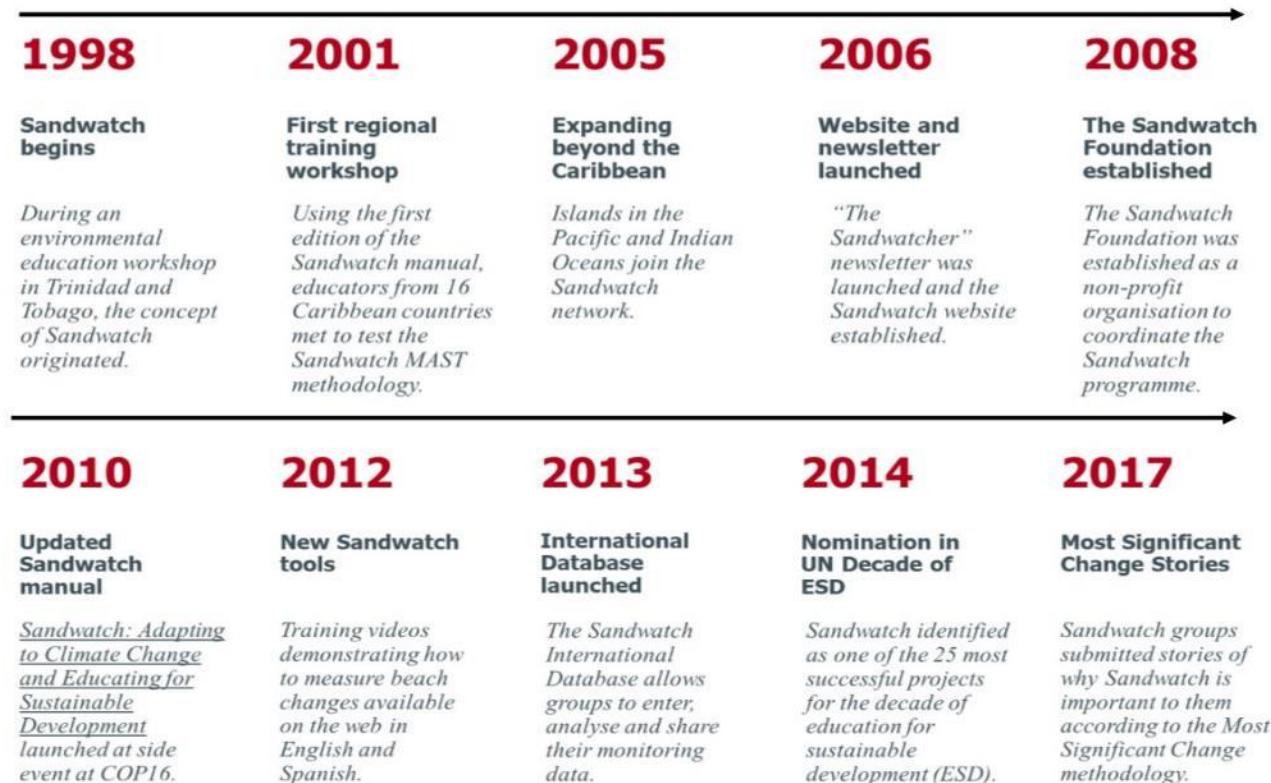 1998
Sandwatch
begins
During an
environmental
education workshop
in Trinidad and
Tobago, the concept
of Sandwatch
originated.
2001
First regional
training
workshop
Using the first
edition of the
Sandwatch manual,
educators from 16
Caribbean countries
met to test the
Sandwatch MAST
methodology.
2005
Expanding
beyond the
Caribbean
Islands in the
Pacific and Indian
Oceans join the
Sandwatch
network.
2006
Website and
newsletter
launched
“The
Sandwatcher”
newsletter was
launched and the
Sandwatch website
established.
2008
The Sandwatch
Foundation
established
The Sandwatch
Foundation was
established as a
non-profit
organisation to
coordinate the
Sandwatch
programme.
2010
Updated
Sandwatch
manual
Sandwatch: Adapting
to Climate Change
and Educating for
Sustainable
Development
launched at side
event at COP16.
2012
New Sandwatch
tools
Training videos
demonstrating how
to measure beach
changes available
on the web in
English and
Spanish.
2013
International
Database
launched
The Sandwatch
International
Database allows
groups to enter,
analyse and share
their monitoring
data.
2014
Nomination in
UN Decade of
ESD
Sandwatch identified
as one of the 25 most
successful projects
for the decade of
education for
sustainable
development (ESD).
2017
Most Significant
Change Stories
Sandwatch groups
submitted stories of
why Sandwatch is
important to them
according to the Most
Significant Change
methodology.